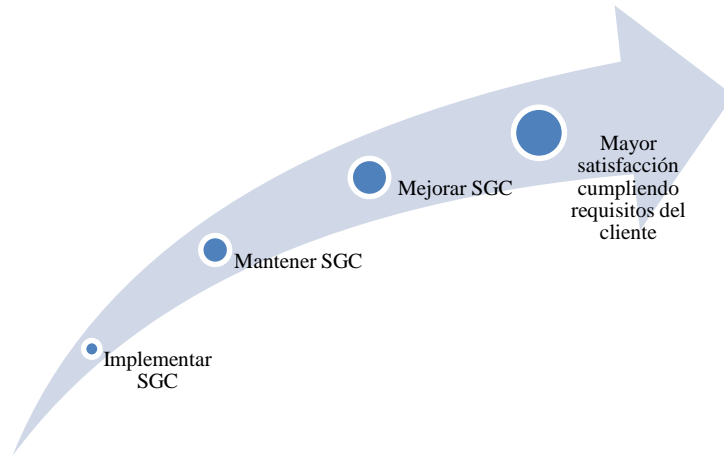 Implementar
SGC
Mantener SGC
Mejorar SGC
Mayor
satisfacción
cumpliendo
requisitos del
cliente